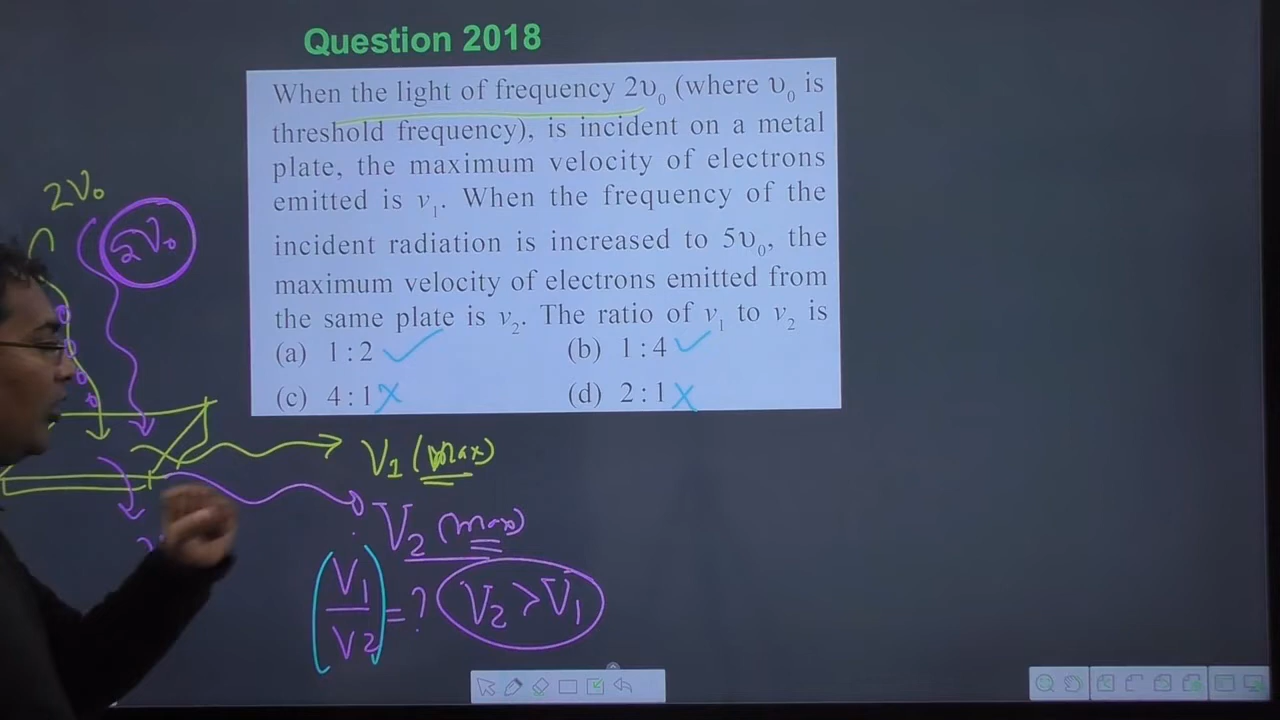 Question 2018
When the light of frequency 2υ₀ (where υ₀ is
threshold frequency), is incident on a metal
plate, the maximum velocity of electrons
emitted is v₁. When the frequency of the
incident radiation is increased to 5υ₀, the
maximum velocity of electrons emitted from
the same plate is v₂. The ratio of v₁ to v₂ is
(a) 1 : 2 ✓ (b) 1 : 4 ✓
(c) 4 : 1 X (d) 2 : 1 X
2V₀
2V₀
V₁ (max)
V₂ (max)
(V₁/V₂) = ? V₂ > V₁